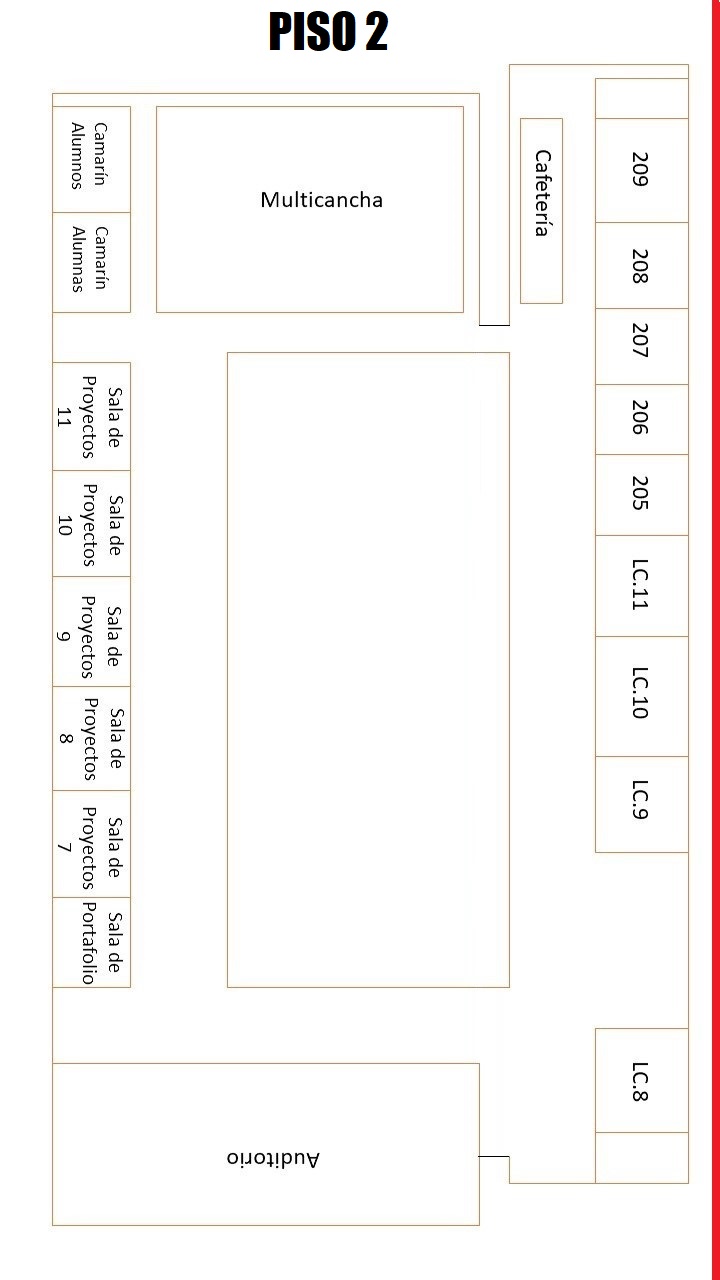 PISO 2
Camarín
Alumnos
Camarín
Alumnas
Multicancha
Cafetería
209
208
207
206
205
LC.11
LC.10
LC.9
LC.8
Sala de
Proyectos
11
Sala de
Proyectos
10
Sala de
Proyectos
9
Sala de
Proyectos
8
Sala de
Proyectos
7
Sala de
Portafolio
Auditorio